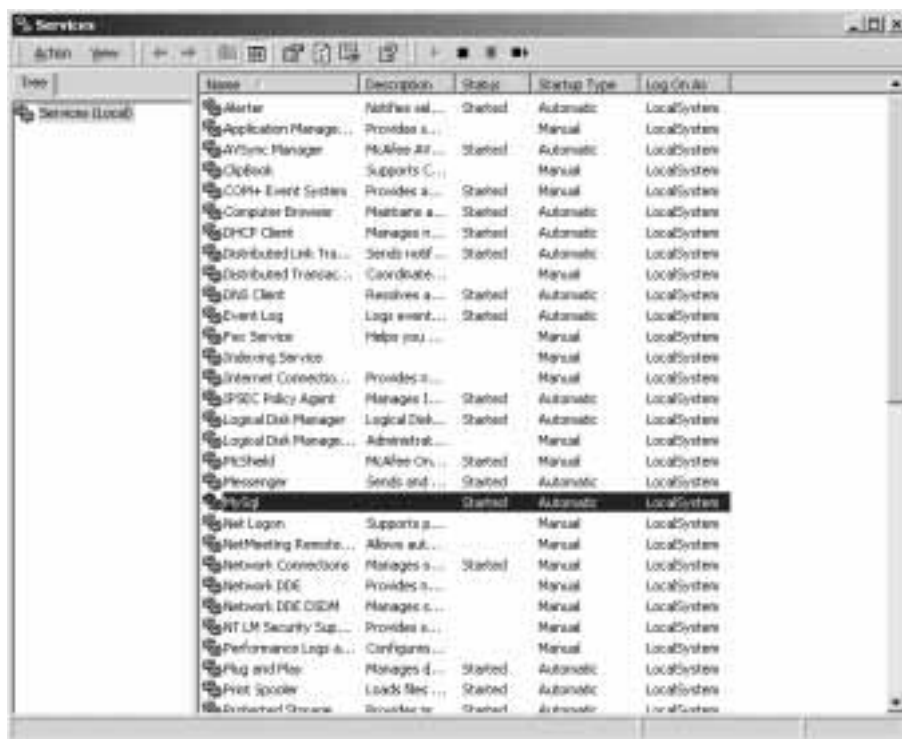 Services
Action View
Tree
Name Description Status Startup Type Log On As
Services (Local)
Alerter Notifies sel... Started Automatic LocalSystem
Application Manage... Provides s... Manual LocalSystem
AVSync Manager McAfee AV... Started Automatic LocalSystem
ClipBook Supports C... Manual LocalSystem
COM+ Event System Provides a... Started Manual LocalSystem
Computer Browser Maintains a... Started Automatic LocalSystem
DHCP Client Manages n... Started Automatic LocalSystem
Distributed Link Tra... Sends notif... Started Automatic LocalSystem
Distributed Transac... Coordinate... Manual LocalSystem
DNS Client Resolves a... Started Automatic LocalSystem
Event Log Logs event... Started Automatic LocalSystem
Fax Service Helps you ... Manual LocalSystem
Indexing Service Manual LocalSystem
Internet Connectio... Provides n... Manual LocalSystem
IPSEC Policy Agent Manages I... Started Automatic LocalSystem
Logical Disk Manager Logical Disk... Started Automatic LocalSystem
Logical Disk Manage... Administrat... Manual LocalSystem
McShield McAfee On... Started Manual LocalSystem
Messenger Sends and ... Started Automatic LocalSystem
MySql Started Automatic LocalSystem
Net Logon Supports p... Manual LocalSystem
NetMeeting Remote... Allows aut... Manual LocalSystem
Network Connections Manages o... Started Manual LocalSystem
Network DDE Provides n... Manual LocalSystem
Network DDE DSDM Manages s... Manual LocalSystem
NT LM Security Sup... Provides s... Manual LocalSystem
Performance Logs a... Configures... Manual LocalSystem
Plug and Play Manages d... Started Automatic LocalSystem
Print Spooler Loads files ... Started Automatic LocalSystem
Protected Storage Provides pr... Started Automatic LocalSystem